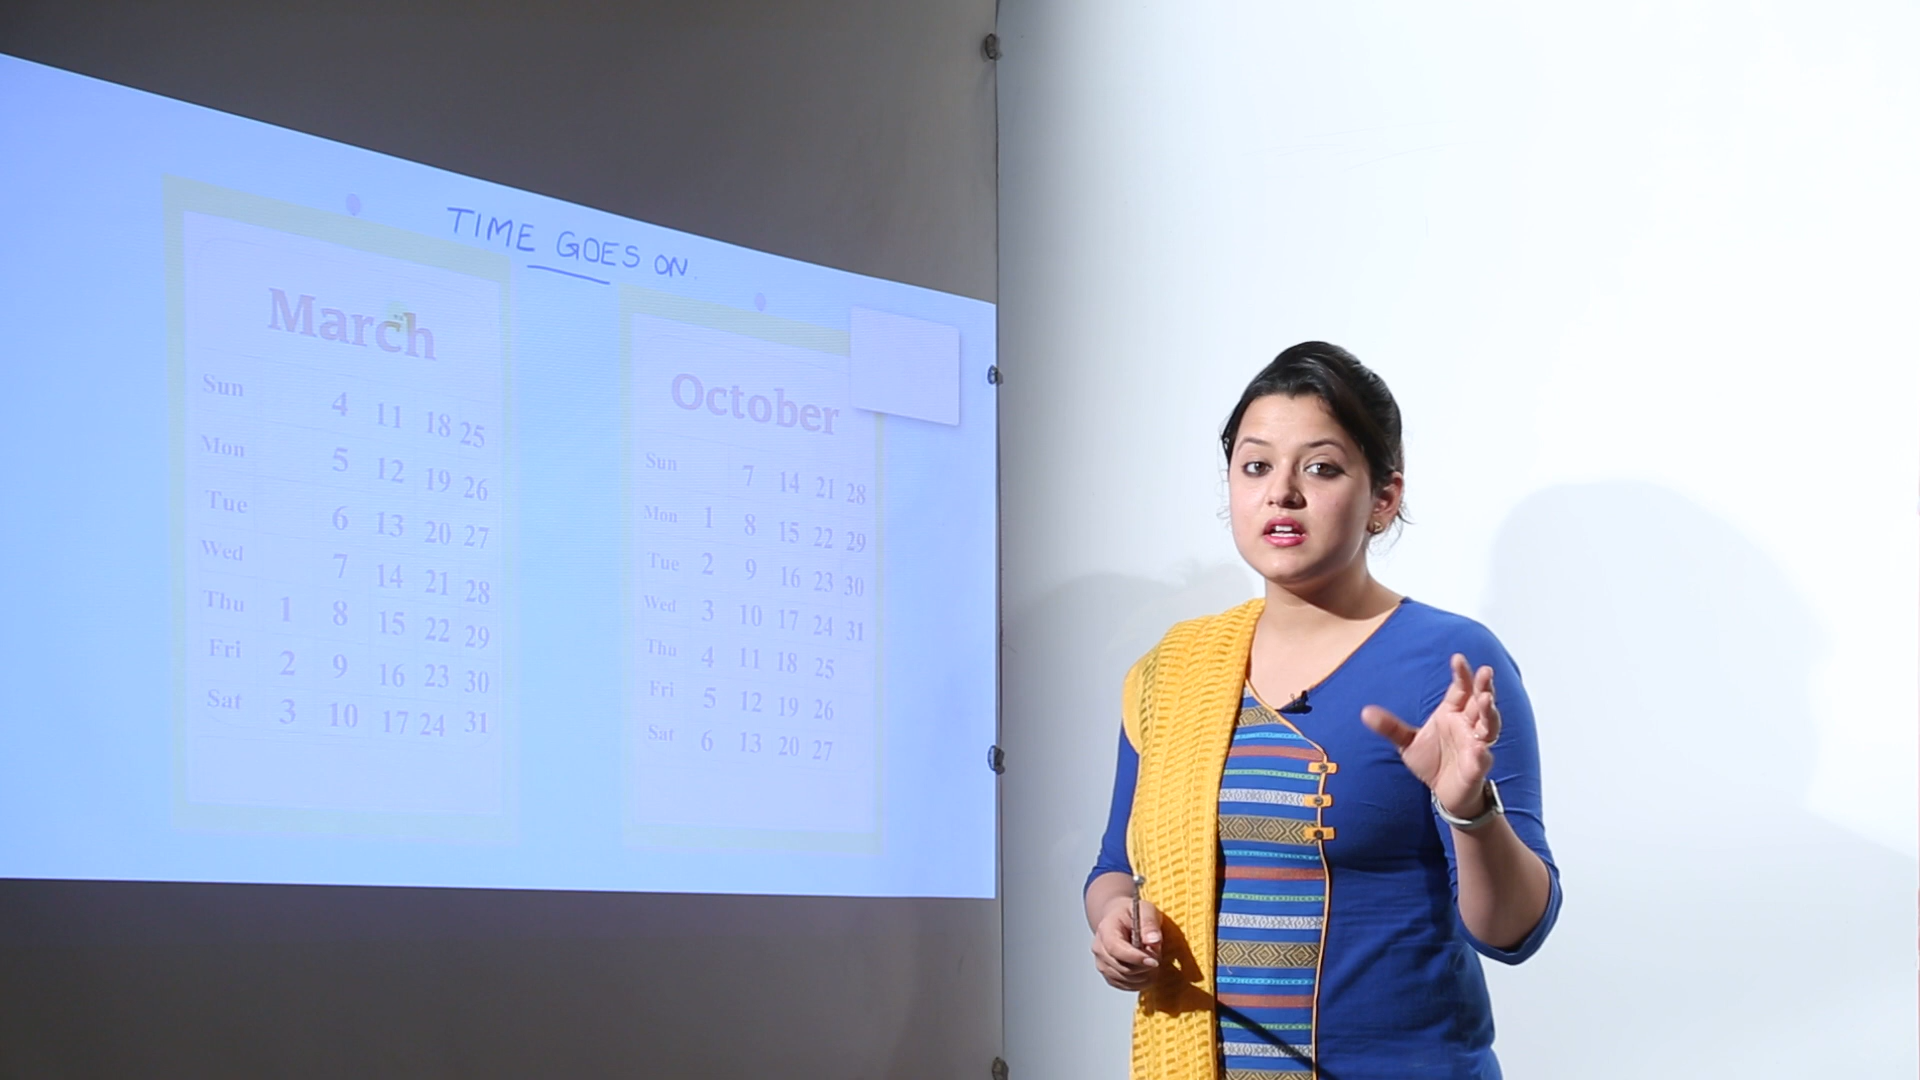 TIME GOES ON.
March
Sun 4 11 18 25
Mon 5 12 19 26
Tue 6 13 20 27
Wed 7 14 21 28
Thu 1 8 15 22 29
Fri 2 9 16 23 30
Sat 3 10 17 24 31
October
Sun 7 14 21 28
Mon 1 8 15 22 29
Tue 2 9 16 23 30
Wed 3 10 17 24 31
Thu 4 11 18 25
Fri 5 12 19 26
Sat 6 13 20 27